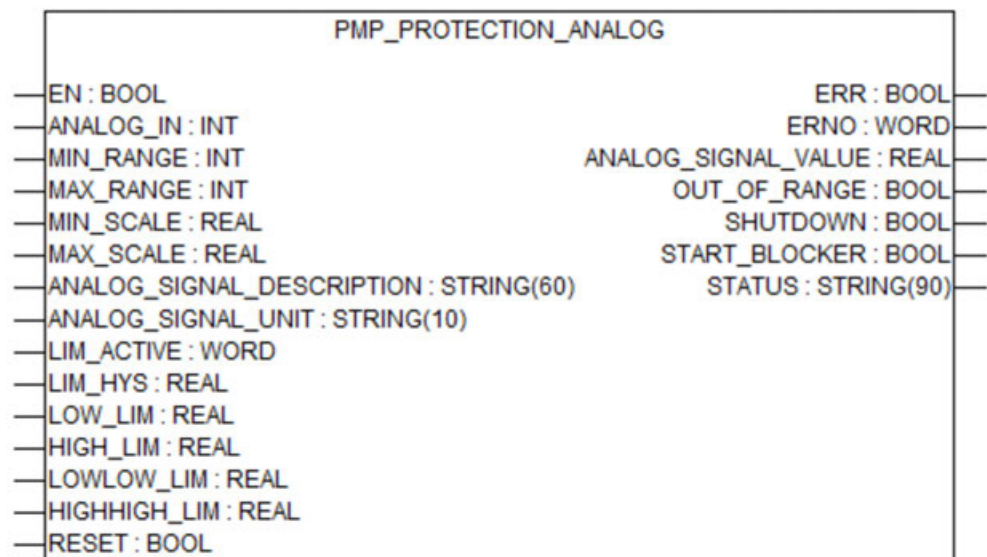 PMP_PROTECTION_ANALOG
EN : BOOL
ERR : BOOL
ANALOG_IN : INT
ERNO : WORD
MIN_RANGE : INT
ANALOG_SIGNAL_VALUE : REAL
MAX_RANGE : INT
OUT_OF_RANGE : BOOL
MIN_SCALE : REAL
SHUTDOWN : BOOL
MAX_SCALE : REAL
START_BLOCKER : BOOL
ANALOG_SIGNAL_DESCRIPTION : STRING(60)
STATUS : STRING(90)
ANALOG_SIGNAL_UNIT : STRING(10)
LIM_ACTIVE : WORD
LIM_HYS : REAL
LOW_LIM : REAL
HIGH_LIM : REAL
LOWLOW_LIM : REAL
HIGHHIGH_LIM : REAL
RESET : BOOL